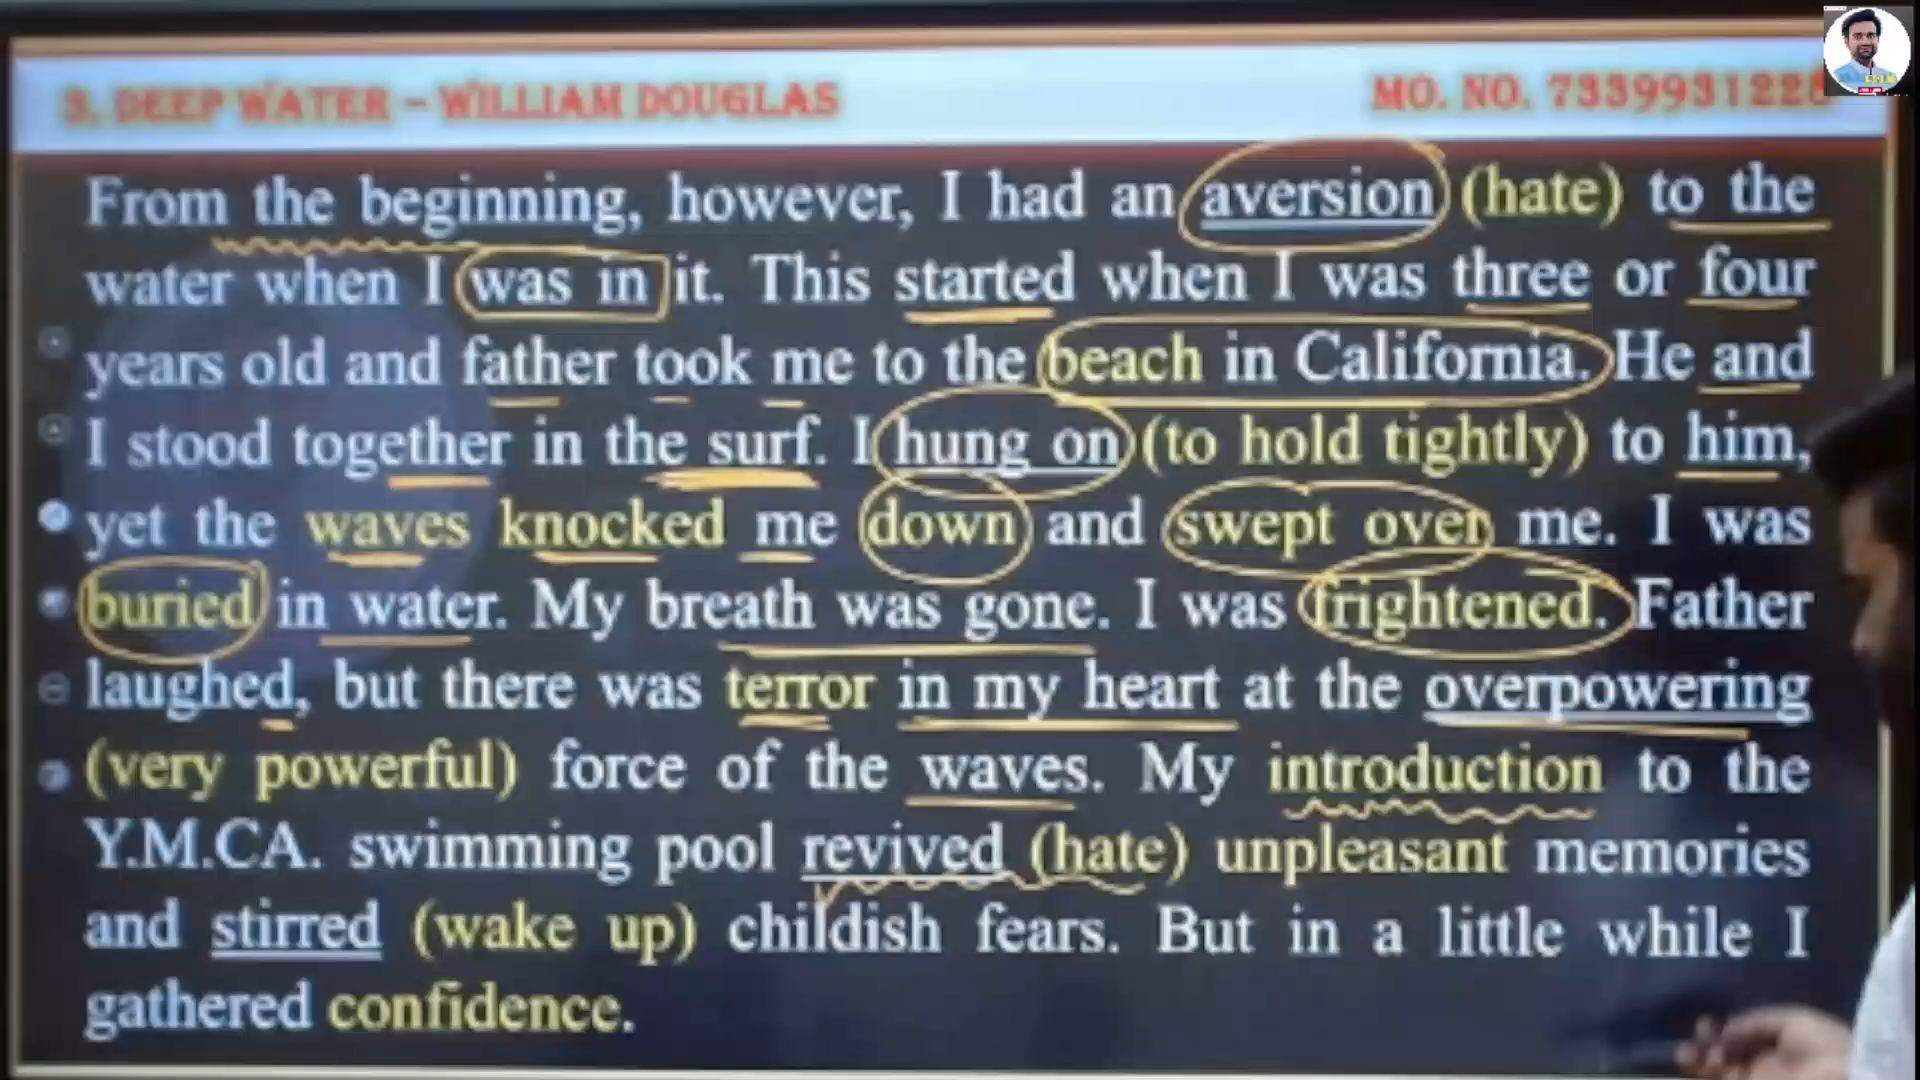 3. DEEP WATER – WILLIAM DOUGLAS
MO. NO. 7339931228
From the beginning, however, I had an aversion (hate) to the
water when I was in it. This started when I was three or four
years old and father took me to the beach in California. He and
I stood together in the surf. I hung on (to hold tightly) to him,
yet the waves knocked me down and swept over me. I was
buried in water. My breath was gone. I was frightened. Father
laughed, but there was terror in my heart at the overpowering
(very powerful) force of the waves. My introduction to the
Y.M.CA. swimming pool revived (hate) unpleasant memories
and stirred (wake up) childish fears. But in a little while I
gathered confidence.